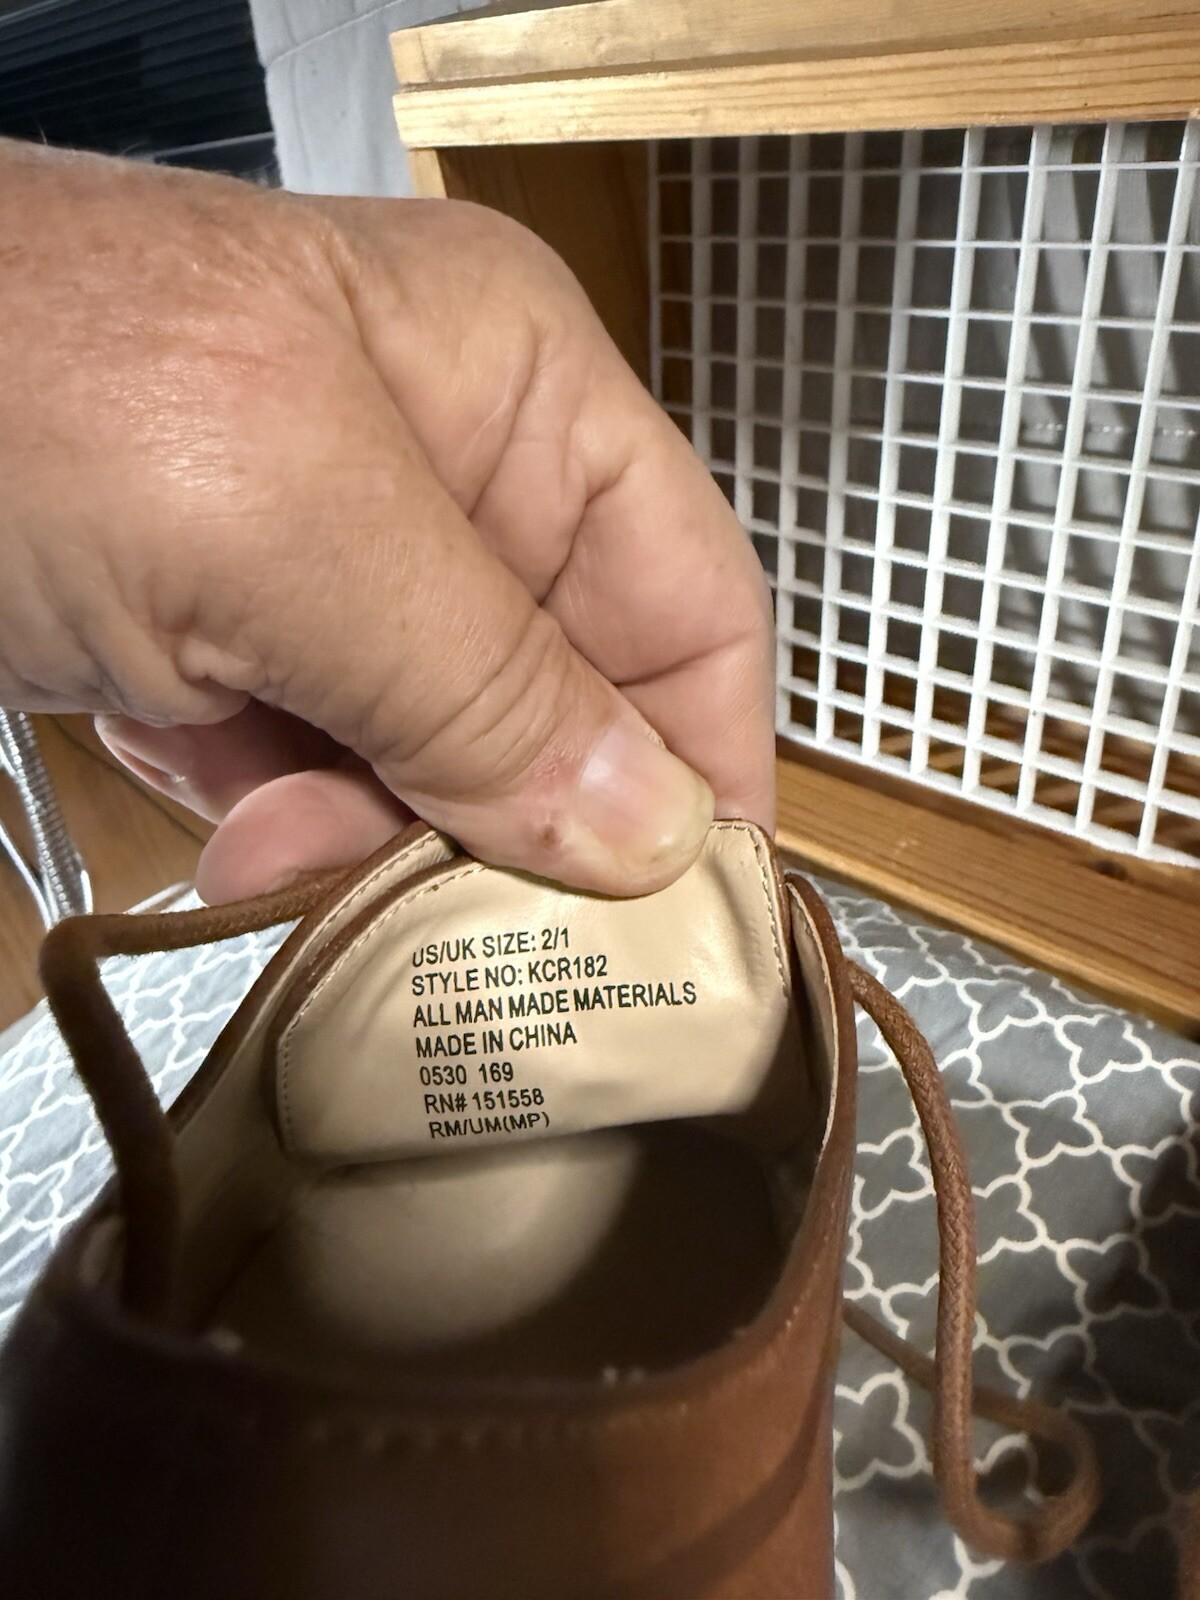 US/UK SIZE: 2/1
STYLE NO: KCR182
ALL MAN MADE MATERIALS
MADE IN CHINA
0530 169
RN# 151558
RM/UM(MP)